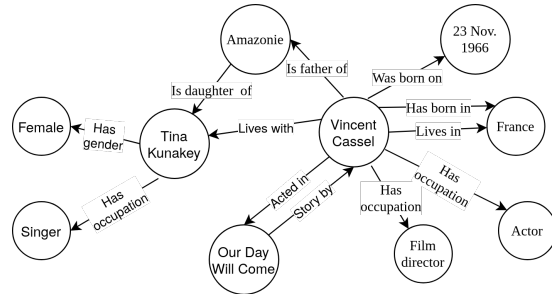 23 Nov.
1966
Amazonie
Is father of
Was born on
Is daughter of
Has born in
Female
Has
gender
Tina
Kunakey
Lives with
Vincent
Cassel
Lives in
France
Has
occupation
Acted in
Story by
Has
occupation
Has
occupation
Singer
Our Day
Will Come
Film
director
Actor